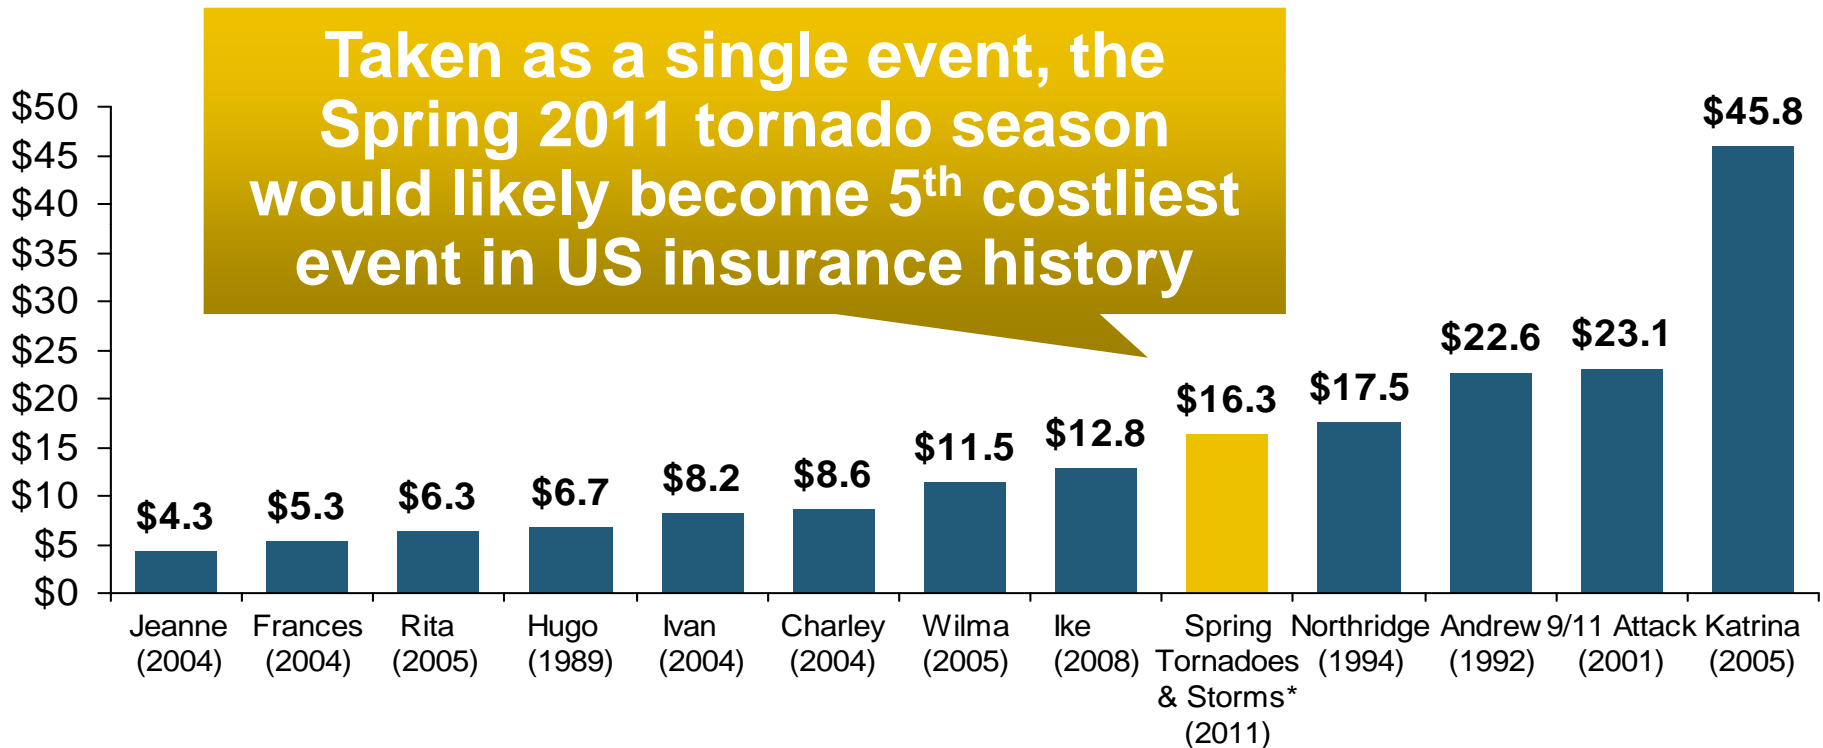 Taken as a single event, the
Spring 2011 tornado season
would likely become 5th costliest
event in US insurance history
$50
$45
$40
$35
$30
$25
$20
$15
$10
$5
$0
$4.3
$5.3
$6.3
$6.7
$8.2
$8.6
$11.5
$12.8
$16.3
$17.5
$22.6
$23.1
$45.8
Jeanne
(2004)
Frances
(2004)
Rita
(2005)
Hugo
(1989)
Ivan
(2004)
Charley
(2004)
Wilma
(2005)
Ike
(2008)
Spring
Tornadoes
& Storms*
(2011)
Northridge
(1994)
Andrew
(1992)
9/11 Attack
(2001)
Katrina
(2005)